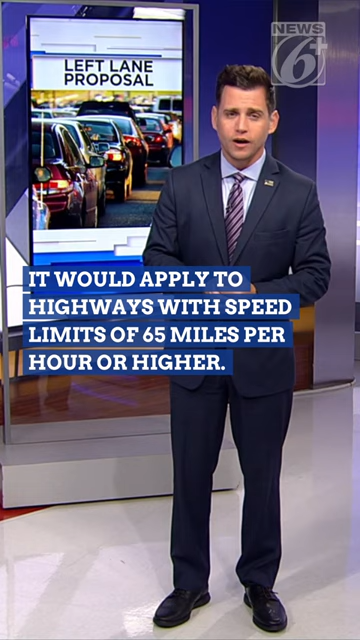 NEWS
6+
LEFT LANE
PROPOSAL
IT WOULD APPLY TO
HIGHWAYS WITH SPEED
LIMITS OF 65 MILES PER
HOUR OR HIGHER.